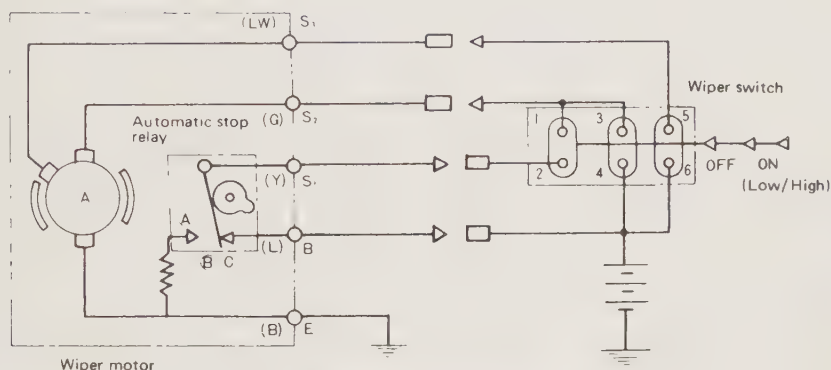 (LW) S₁
Wiper switch
Automatic stop relay
(G) S₂
1 3 5
2 4 6
OFF ON
(Low/High)
(Y)
A
A
B C
(L) B
(B) E
Wiper motor